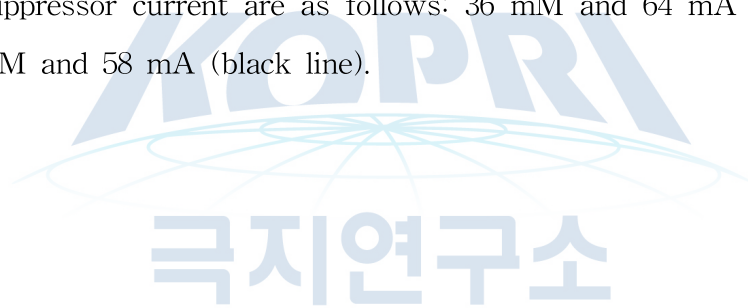 uppressor current are as follows: 36 mM and 64 mA
M and 58 mA (black line).
KOPRI
극지연구소